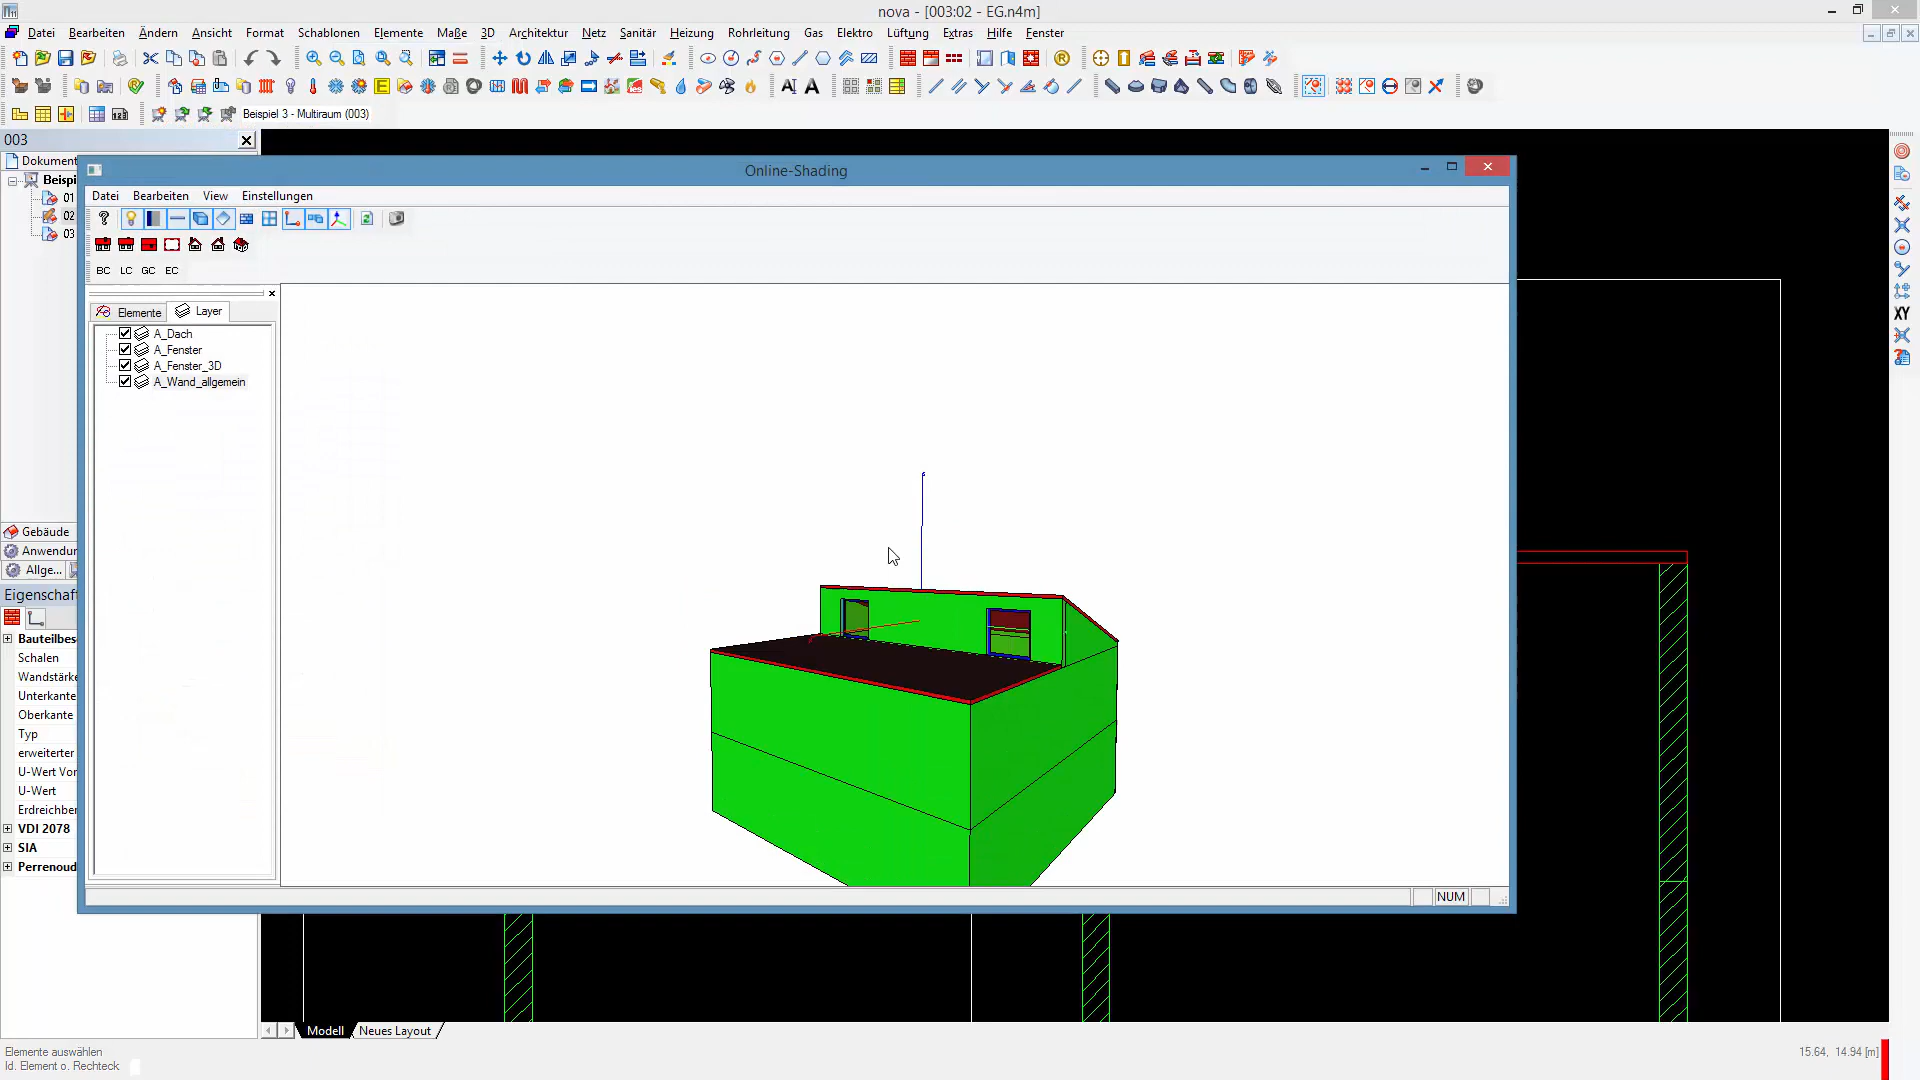 nova - [003:02 - EG.n4m]
Datei Bearbeiten Ändern Ansicht Format Schablonen Elemente Maße 3D Architektur Netz Sanitär Heizung Rohrleitung Gas Elektro Lüftung Extras Hilfe Fenster
Beispiel 3 - Multiraum (003)
003
Dokument
Beispi
01
02
03
Online-Shading
Datei Bearbeiten View Einstellungen
BC LC GC EC
Elemente Layer
A_Dach
A_Fenster
A_Fenster_3D
A_Wand_allgemein
NUM
Gebäude
Anwendun
Allge...
Eigenschaf
Bauteilbes
Schalen
Wandstärke
Unterkante
Oberkante
Typ
erweiterter
U-Wert Vor
U-Wert
Erdreichber
VDI 2078
SIA
Perrenoud
XY
Modell Neues Layout
Elemente auswählen
Id. Element o. Rechteck
15.64, 14.94 [m]